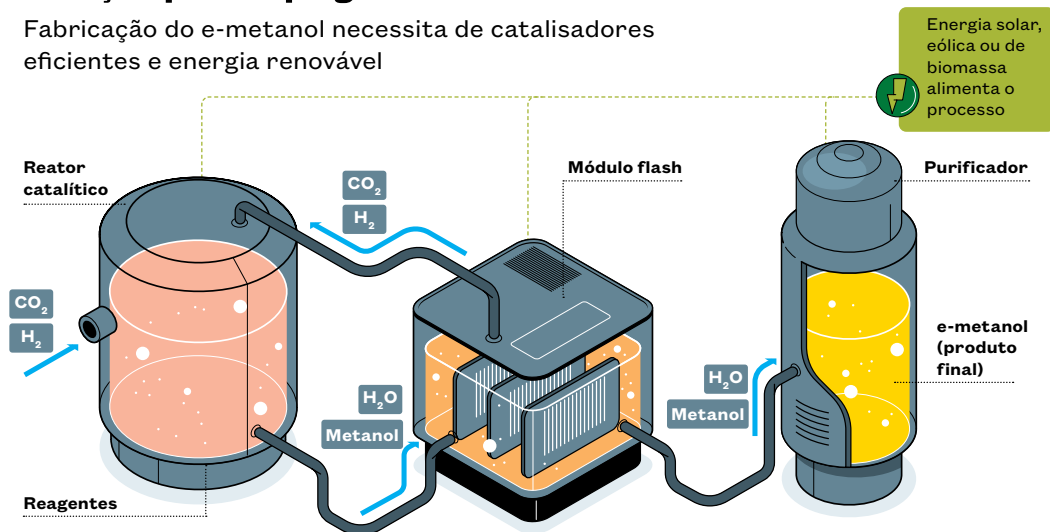 Fabricação do e-metanol necessita de catalisadores
eficientes e energia renovável
Energia solar,
eólica ou de
biomassa
alimenta o
processo
Reator
catalítico
CO₂
H₂
Módulo flash
Purificador
CO₂
H₂
H₂O
Metanol
H₂O
Metanol
e-metanol
(produto
final)
Reagentes